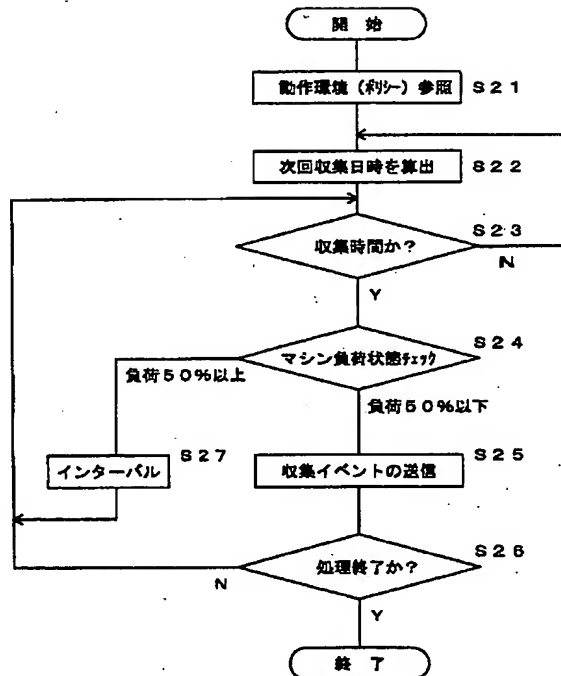 開 始
動作環境（ポリシー）参照 S21
次回収集日時を算出 S22
S23
収集時間か？
N
Y
S24
マシン負荷状態チェック
負荷50%以上
負荷50%以下
S27
S25
インターバル
収集イベントの送信
S26
処理終了か？
N
Y
終 了